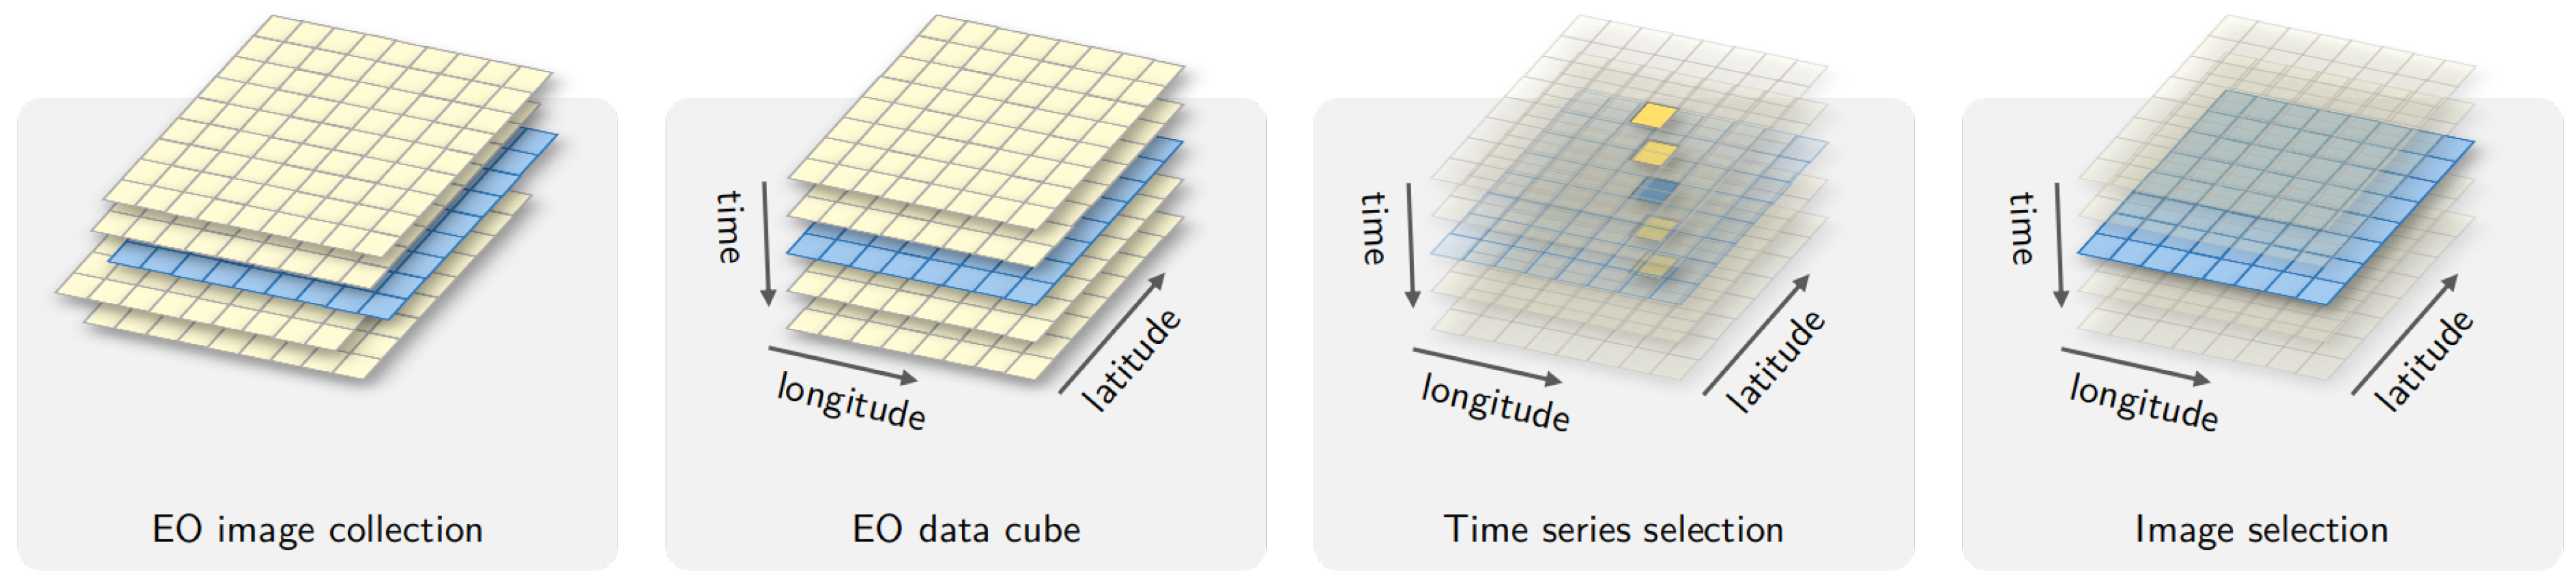 time
longitude
latitude
time
longitude
latitude
time
longitude
latitude
EO image collection
EO data cube
Time series selection
Image selection